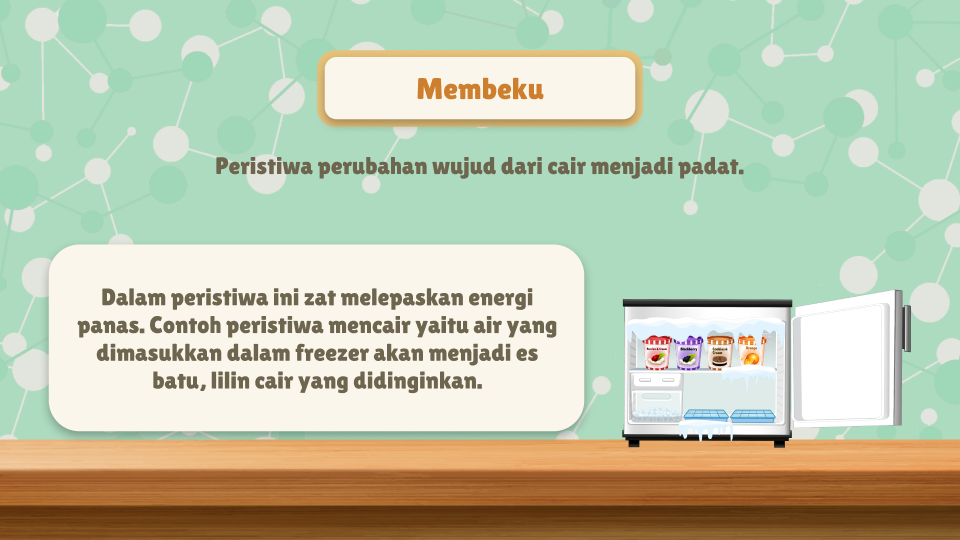 Membeku
Peristiwa perubahan wujud dari cair menjadi padat.
Dalam peristiwa ini zat melepaskan energi
panas. Contoh peristiwa mencair yaitu air yang
dimasukkan dalam freezer akan menjadi es
batu, lilin cair yang didinginkan.